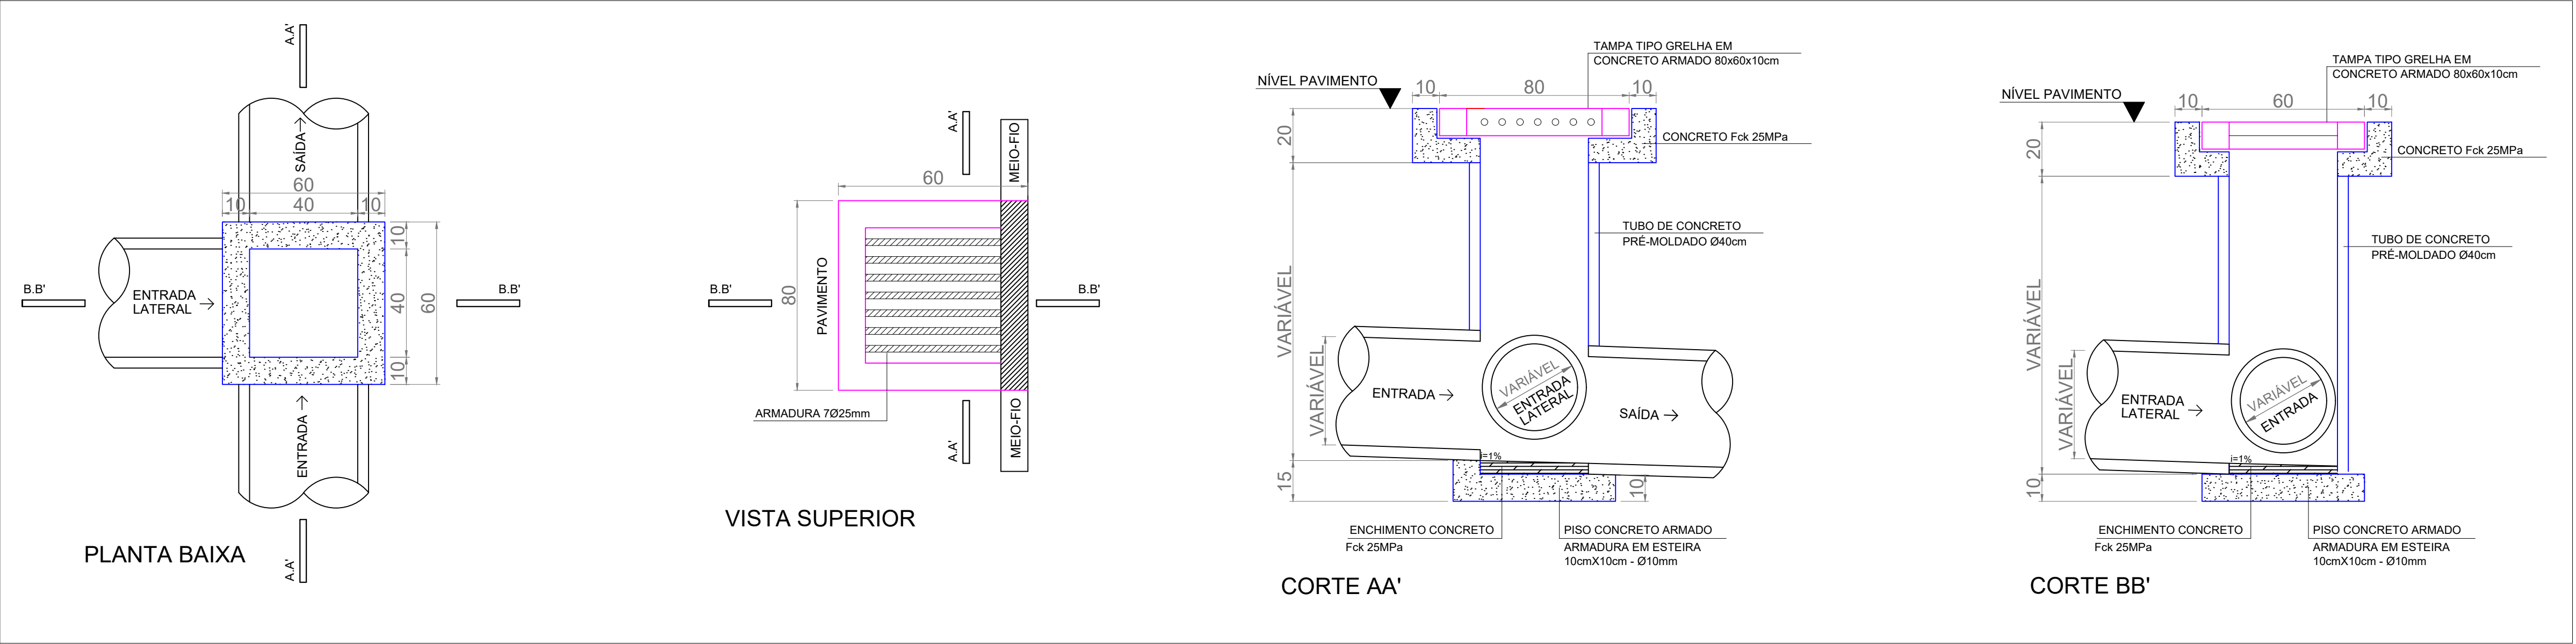 A.A'
SAÍDA
60
10
40
10
10
40
10
60
B.B'
ENTRADA
LATERAL
B.B'
ENTRADA
A.A'
PLANTA BAIXA
A.A'
MEIO-FIO
60
80
PAVIMENTO
B.B'
B.B'
ARMADURA 7Ø25mm
A.A'
MEIO-FIO
VISTA SUPERIOR
TAMPA TIPO GRELHA EM
CONCRETO ARMADO 80x60x10cm
NÍVEL PAVIMENTO
10
80
10
20
CONCRETO Fck 25MPa
TUBO DE CONCRETO
PRÉ-MOLDADO Ø40cm
VARIÁVEL
VARIÁVEL
ENTRADA
VARIÁVEL
ENTRADA
LATERAL
SAÍDA
i=1%
15
10
ENCHIMENTO CONCRETO
Fck 25MPa
PISO CONCRETO ARMADO
ARMADURA EM ESTEIRA
10cmX10cm - Ø10mm
CORTE AA'
TAMPA TIPO GRELHA EM
CONCRETO ARMADO 80x60x10cm
NÍVEL PAVIMENTO
10
60
10
20
CONCRETO Fck 25MPa
TUBO DE CONCRETO
PRÉ-MOLDADO Ø40cm
VARIÁVEL
VARIÁVEL
ENTRADA
LATERAL
VARIÁVEL
ENTRADA
i=1%
10
ENCHIMENTO CONCRETO
Fck 25MPa
PISO CONCRETO ARMADO
ARMADURA EM ESTEIRA
10cmX10cm - Ø10mm
CORTE BB'